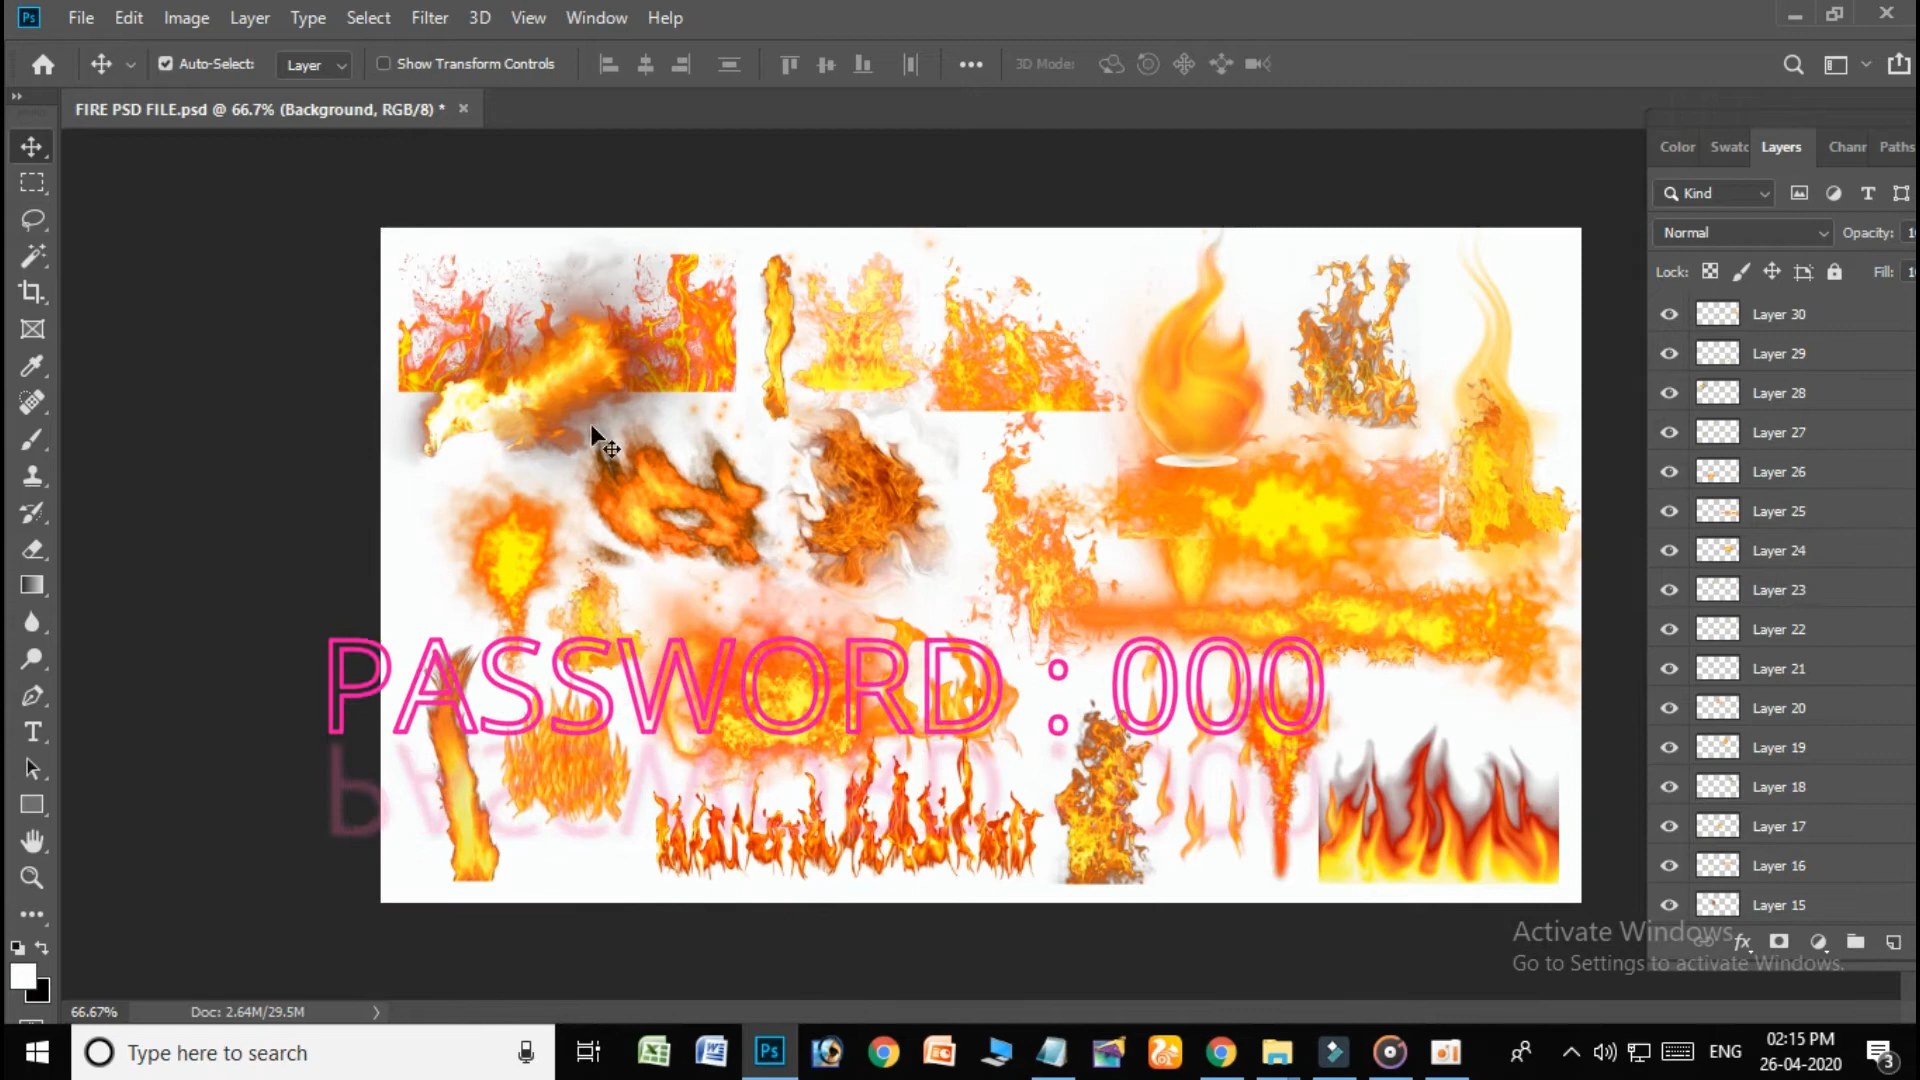 Ps File Edit Image Layer Type Select Filter 3D View Window Help
Auto-Select: Layer Show Transform Controls 3D Mode:
FIRE PSD FILE.psd @ 66.7% (Background, RGB/8) * ×
Color Swatc Layers Chanr Paths
Kind
Normal Opacity:
Lock: Fill:
Layer 30
Layer 29
Layer 28
Layer 27
Layer 26
Layer 25
Layer 24
Layer 23
Layer 22
Layer 21
Layer 20
Layer 19
Layer 18
Layer 17
Layer 16
Layer 15
PASSWORD : 000
Activate Windows
Go to Settings to activate Windows.
66.67% Doc: 2.64M/29.5M
Type here to search
ENG
02:15 PM
26-04-2020
3